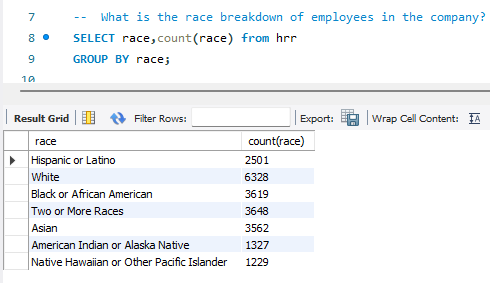 7 -- What is the race breakdown of employees in the company?
8 SELECT race,count(race) from hrr
9 GROUP BY race;
10
Result Grid Filter Rows: Export: Wrap Cell Content: IA
race count(race)
Hispanic or Latino 2501
White 6328
Black or African American 3619
Two or More Races 3648
Asian 3562
American Indian or Alaska Native 1327
Native Hawaiian or Other Pacific Islander 1229